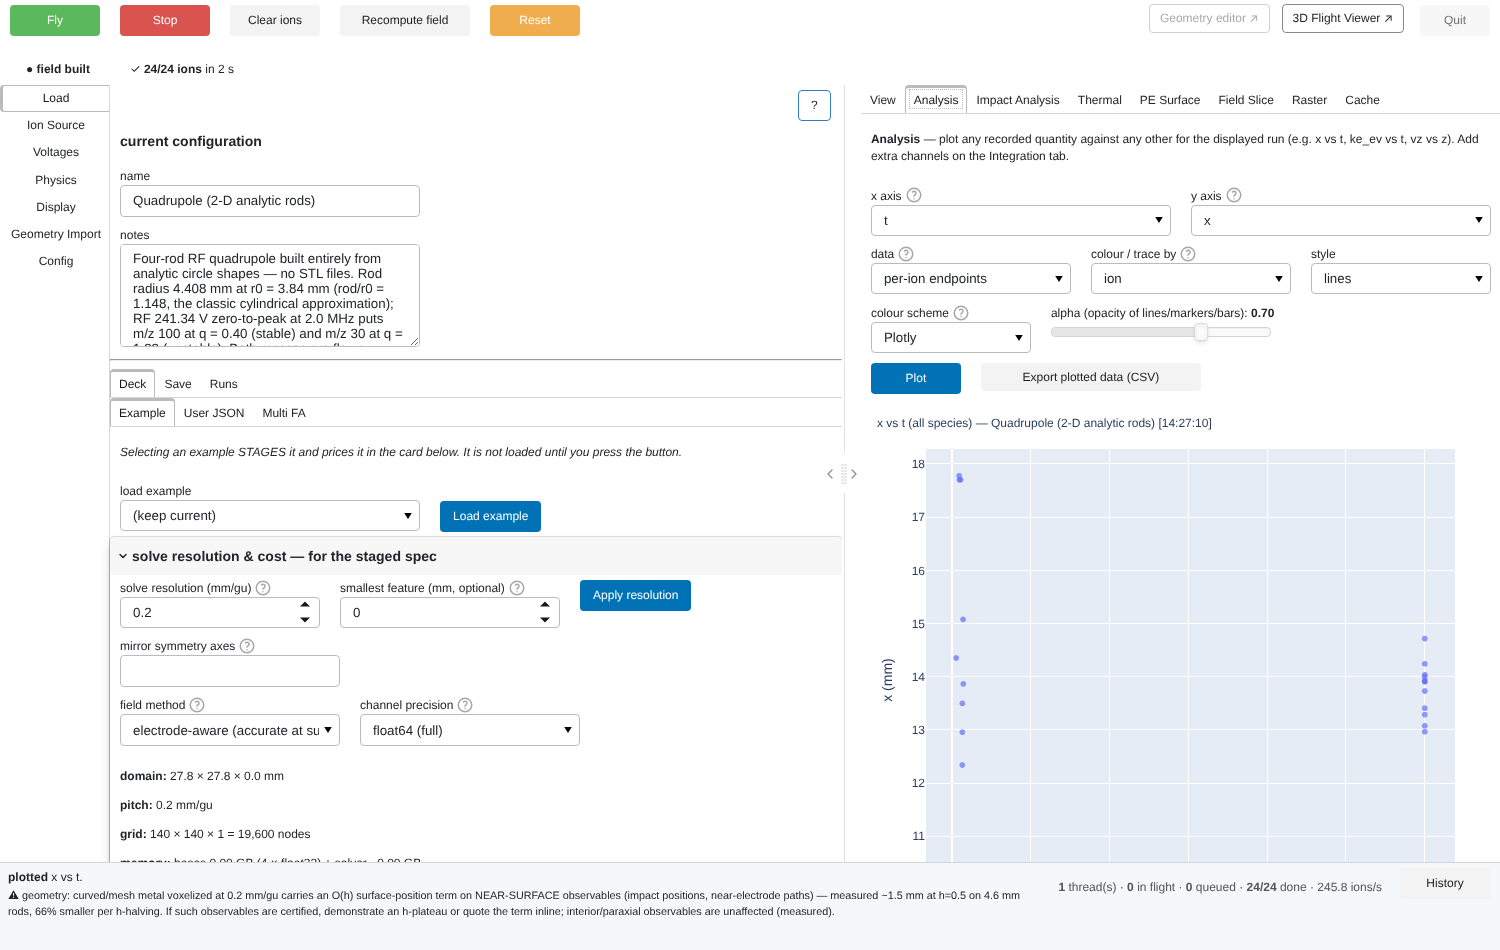 Fly
Stop
Clear ions
Recompute field
Reset
Geometry editor
3D Flight Viewer
Quit
● field built
✓ 24/24 ions in 2 s
Load
Ion Source
Voltages
Physics
Display
Geometry Import
Config
?
current configuration
name
Quadrupole (2-D analytic rods)
notes
Four-rod RF quadrupole built entirely from
analytic circle shapes — no STL files. Rod
radius 4.408 mm at r0 = 3.84 mm (rod/r0 =
1.148, the classic cylindrical approximation);
RF 241.34 V zero-to-peak at 2.0 MHz puts
m/z 100 at q = 0.40 (stable) and m/z 30 at q =
Deck
Save
Runs
Example
User JSON
Multi FA
Selecting an example STAGES it and prices it in the card below. It is not loaded until you press the button.
load example
(keep current)
Load example
solve resolution & cost — for the staged spec
solve resolution (mm/gu)
smallest feature (mm, optional)
0.2
0
Apply resolution
mirror symmetry axes
field method
channel precision
electrode-aware (accurate at su
float64 (full)
domain: 27.8 × 27.8 × 0.0 mm
pitch: 0.2 mm/gu
grid: 140 × 140 × 1 = 19,600 nodes
View
Analysis
Impact Analysis
Thermal
PE Surface
Field Slice
Raster
Cache
Analysis — plot any recorded quantity against any other for the displayed run (e.g. x vs t, ke_ev vs t, vz vs z). Add
extra channels on the Integration tab.
x axis
y axis
t
x
data
colour / trace by
style
per-ion endpoints
ion
lines
colour scheme
alpha (opacity of lines/markers/bars): 0.70
Plotly
Plot
Export plotted data (CSV)
x vs t (all species) — Quadrupole (2-D analytic rods) [14:27:10]
18
17
16
15
14
13
12
11
x (mm)
plotted x vs t.
⚠ geometry: curved/mesh metal voxelized at 0.2 mm/gu carries an O(h) surface-position term on NEAR-SURFACE observables (impact positions, near-electrode paths) — measured ~1.5 mm at h=0.5 on 4.6 mm
rods, 66% smaller per h-halving. If such observables are certified, demonstrate an h-plateau or quote the term inline; interior/paraxial observables are unaffected (measured).
1 thread(s) · 0 in flight · 0 queued · 24/24 done · 245.8 ions/s
History